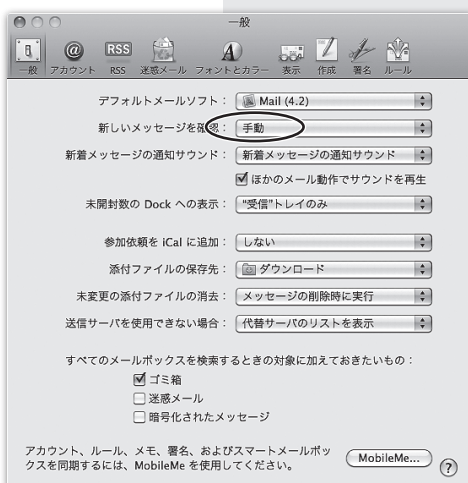 一般
一般 アカウント RSS 迷惑メール フォントとカラー 表示 作成 署名 ルール
RSS
デフォルトメールソフト： Mail (4.2)
新しいメッセージを確認： 手動
新着メッセージの通知サウンド： 新着メッセージの通知サウンド
ほかのメール動作でサウンドを再生
未開封数の Dock への表示： “受信”トレイのみ
参加依頼を iCal に追加： しない
添付ファイルの保存先： ダウンロード
未変更の添付ファイルの消去： メッセージの削除時に実行
送信サーバを使用できない場合： 代替サーバのリストを表示
すべてのメールボックスを検索するときの対象に加えておきたいもの：
ゴミ箱
迷惑メール
暗号化されたメッセージ
アカウント、ルール、メモ、署名、およびスマートメールボッ
クスを同期するには、MobileMe を使用してください。
MobileMe...
?